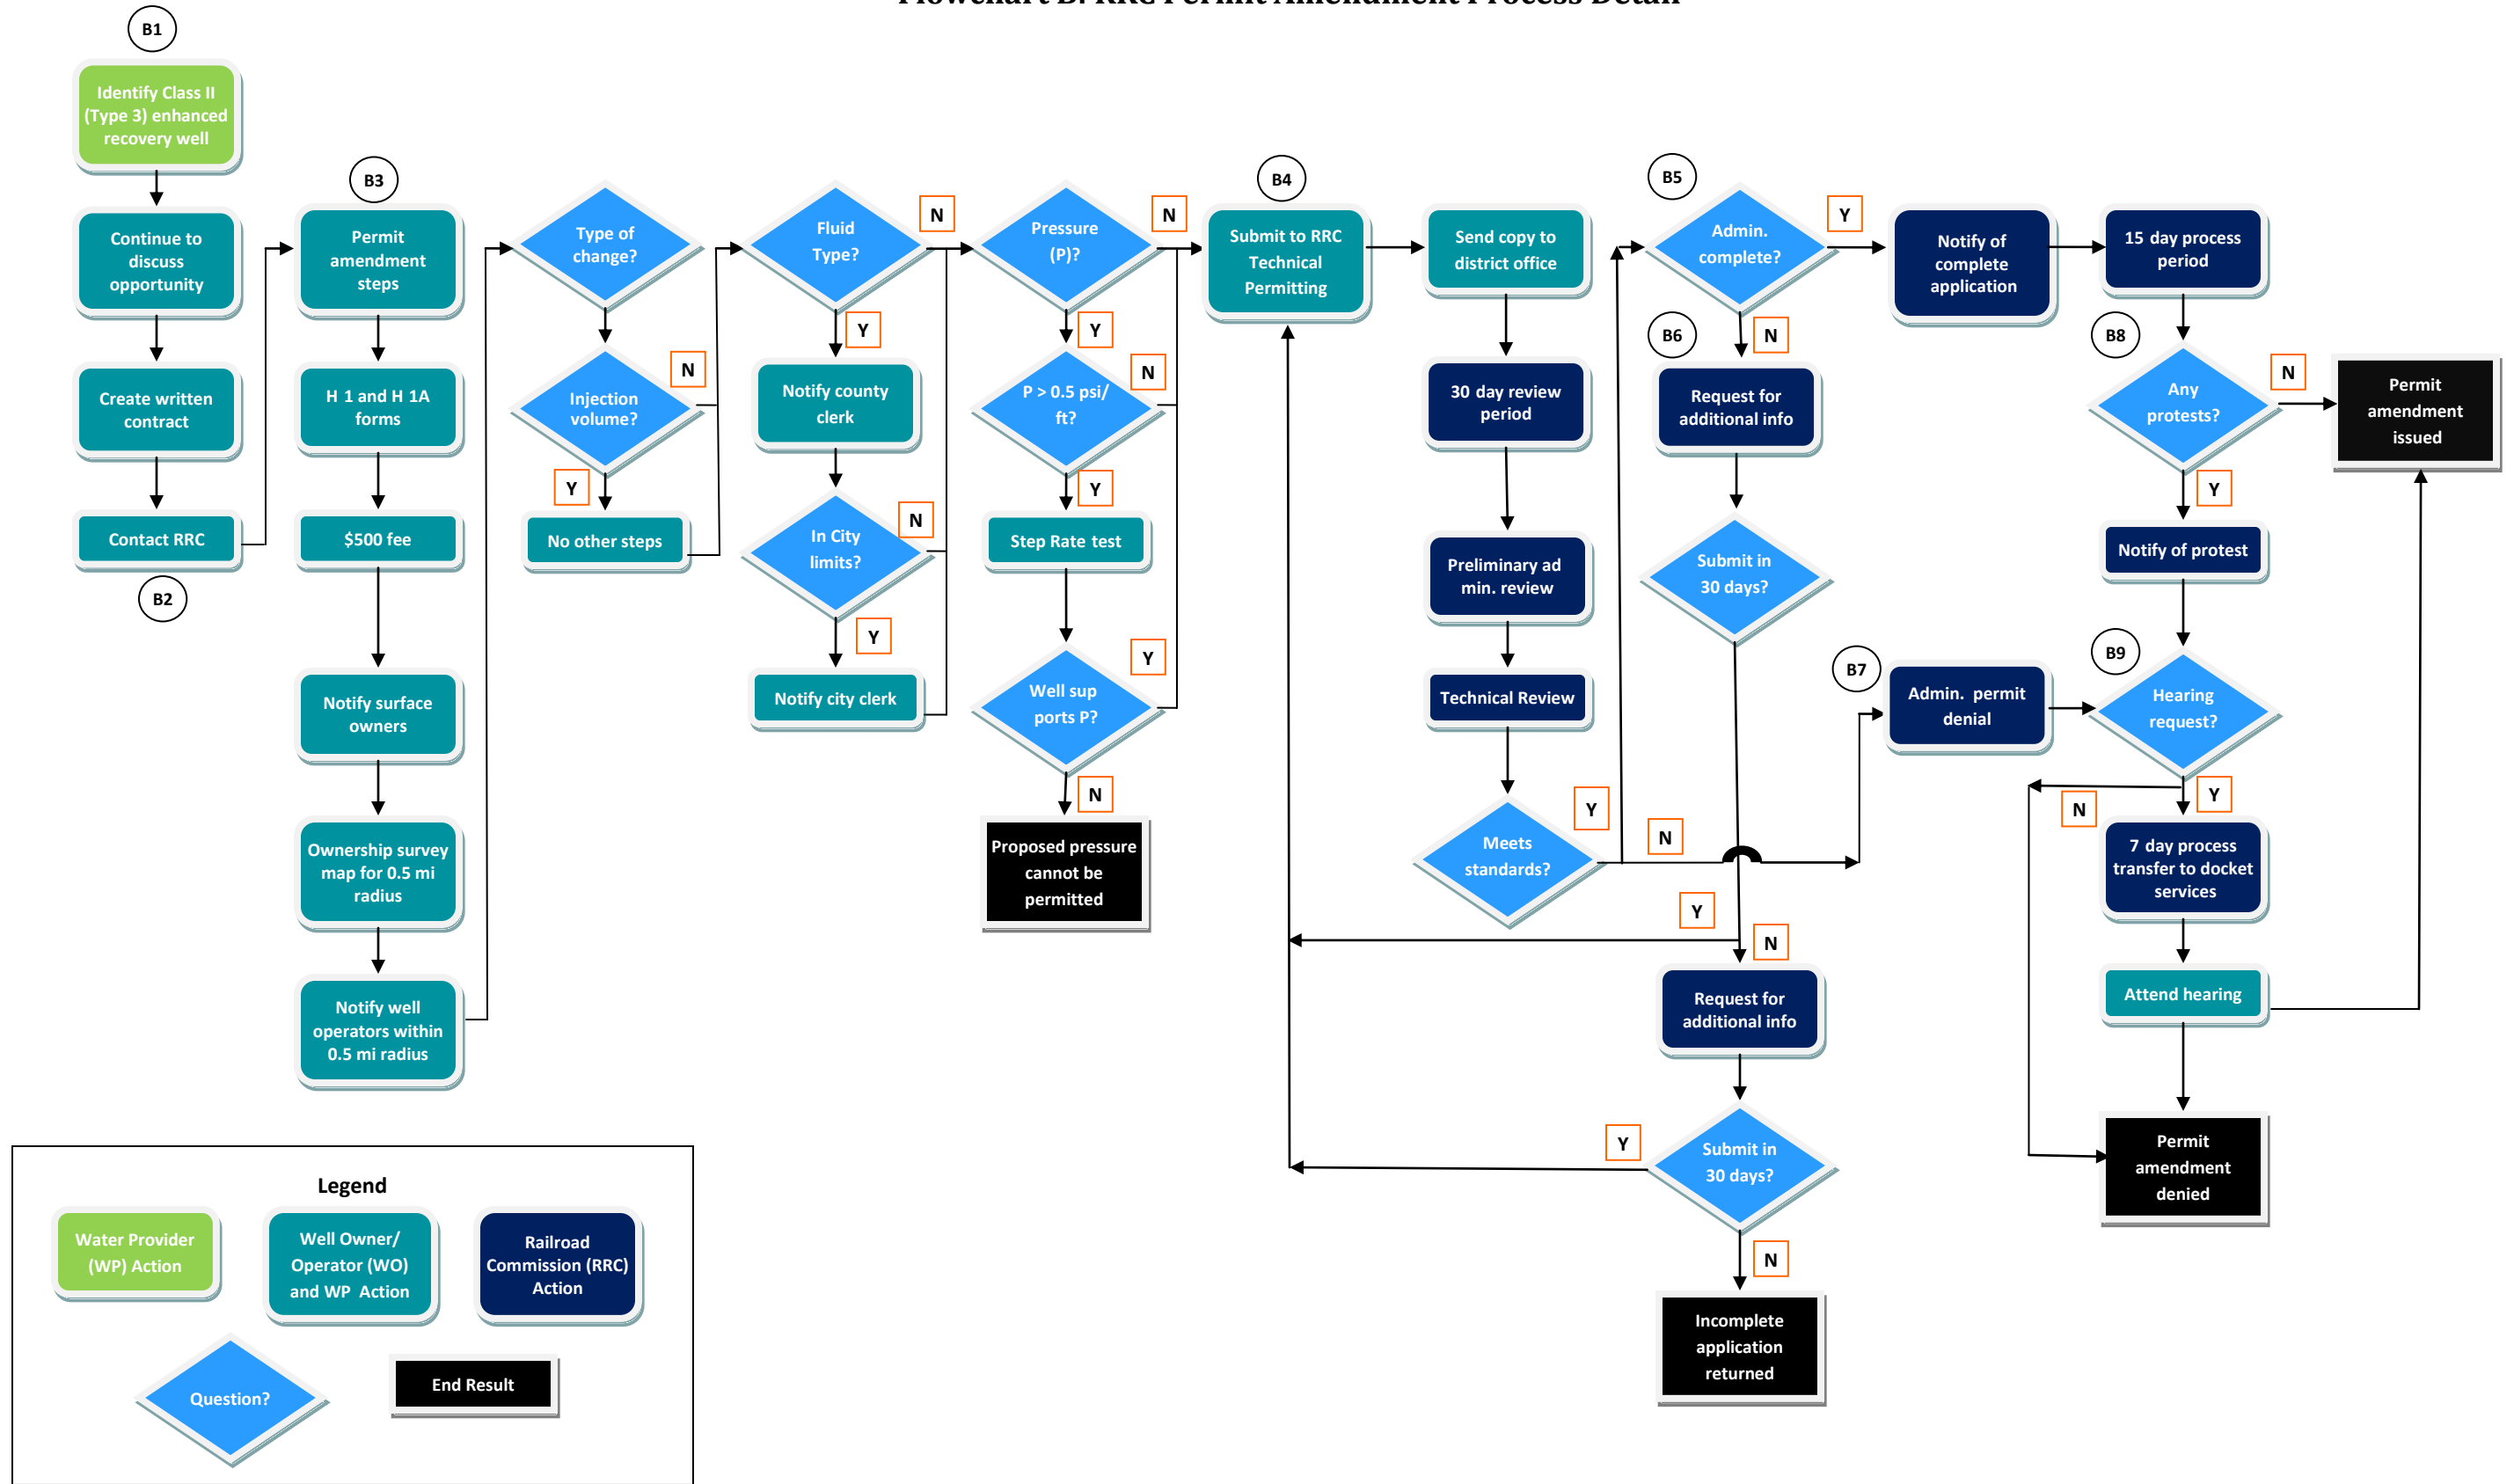 Flowchart B: RRC Permit Amendment Process Detail
B1
Identify Class II
(Type 3) enhanced
recovery well
Continue to
discuss
opportunity
Create written
contract
Contact RRC
B2
B3
Permit
amendment
steps
H 1 and H 1A
forms
$500 fee
Notify surface
owners
Ownership survey
map for 0.5 mi
radius
Notify well
operators within
0.5 mi radius
Type of
change?
Injection
volume?
N
Y
No other steps
Fluid
Type?
N
Y
Notify county
clerk
In City
limits?
N
Y
Notify city clerk
Pressure
(P)?
N
Y
P > 0.5 psi/
ft?
N
Y
Step Rate test
Well sup
ports P?
Y
N
Proposed pressure
cannot be
permitted
B4
Submit to RRC
Technical
Permitting
Send copy to
district office
30 day review
period
Preliminary ad
min. review
Technical Review
Meets
standards?
Y
N
B5
Admin.
complete?
Y
N
B6
Request for
additional info
Submit in
30 days?
Y
N
Request for
additional info
Submit in
30 days?
Y
N
Incomplete
application
returned
Notify of
complete
application
15 day process
period
B8
Any
protests?
N
Permit
amendment
issued
Y
Notify of protest
B7
Admin. permit
denial
B9
Hearing
request?
N
Y
7 day process
transfer to docket
services
Attend hearing
Permit
amendment
denied
Legend
Water Provider
(WP) Action
Well Owner/
Operator (WO)
and WP Action
Railroad
Commission (RRC)
Action
Question?
End Result